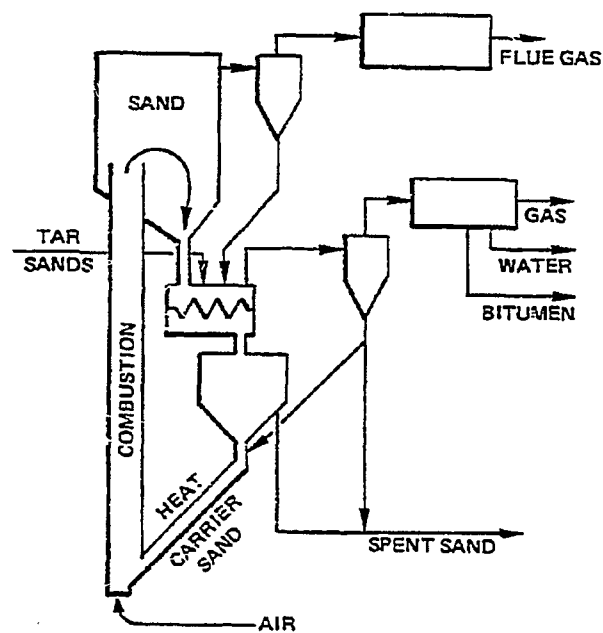 FLUE GAS
SAND
TAR
SANDS
GAS
WATER
BITUMEN
COMBUSTION
HEAT
CARRIER
SAND
SPENT SAND
AIR